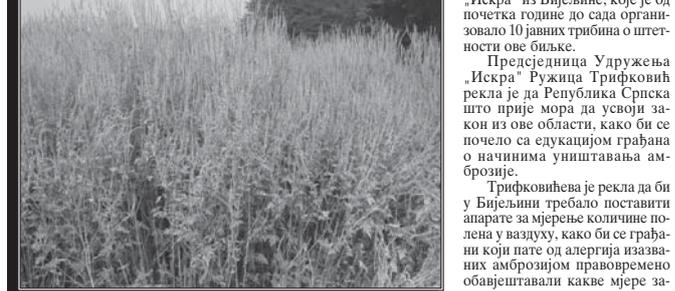 „Искра" из Бијељине, које је од
почетка године до сада органи-
зовало 10 јавних трибина о штет-
ности ове биљке.
Предсједница Удружења
„Искра" Ружица Трифковић
рекла је да Република Српска
што прије мора да усвоји за-
кон из ове области, како би се
почело са едукацијом грађана
о начинима уништавања ам-
брозије.
Трифковићева је рекла да би
у Бијељини требало поставити
апарате за мјерење количине по-
лена у ваздуху, како би се грађа-
ни који пате од алергија изазва-
них амброзијом правовремено
обавјештавали какве мјере за-